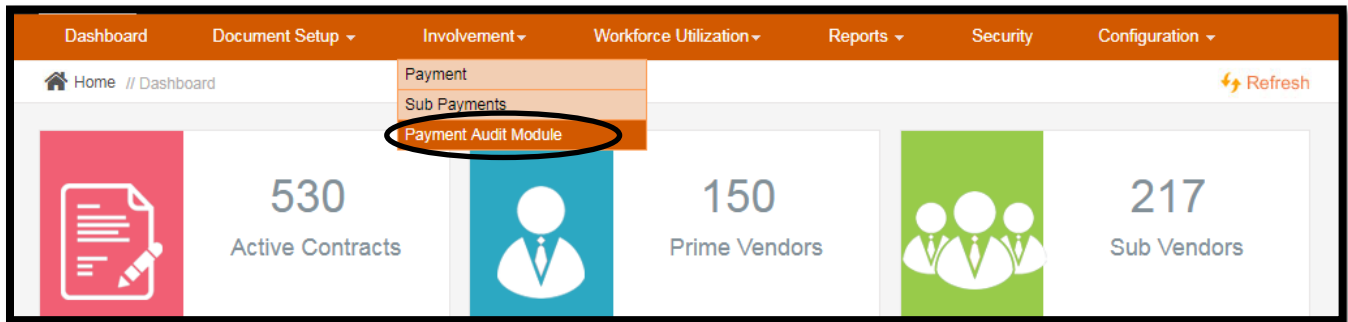 Dashboard Document Setup Involvement Workforce Utilization Reports Security Configuration
Home // Dashboard
Refresh
Payment
Sub Payments
Payment Audit Module
530
Active Contracts
150
Prime Vendors
217
Sub Vendors